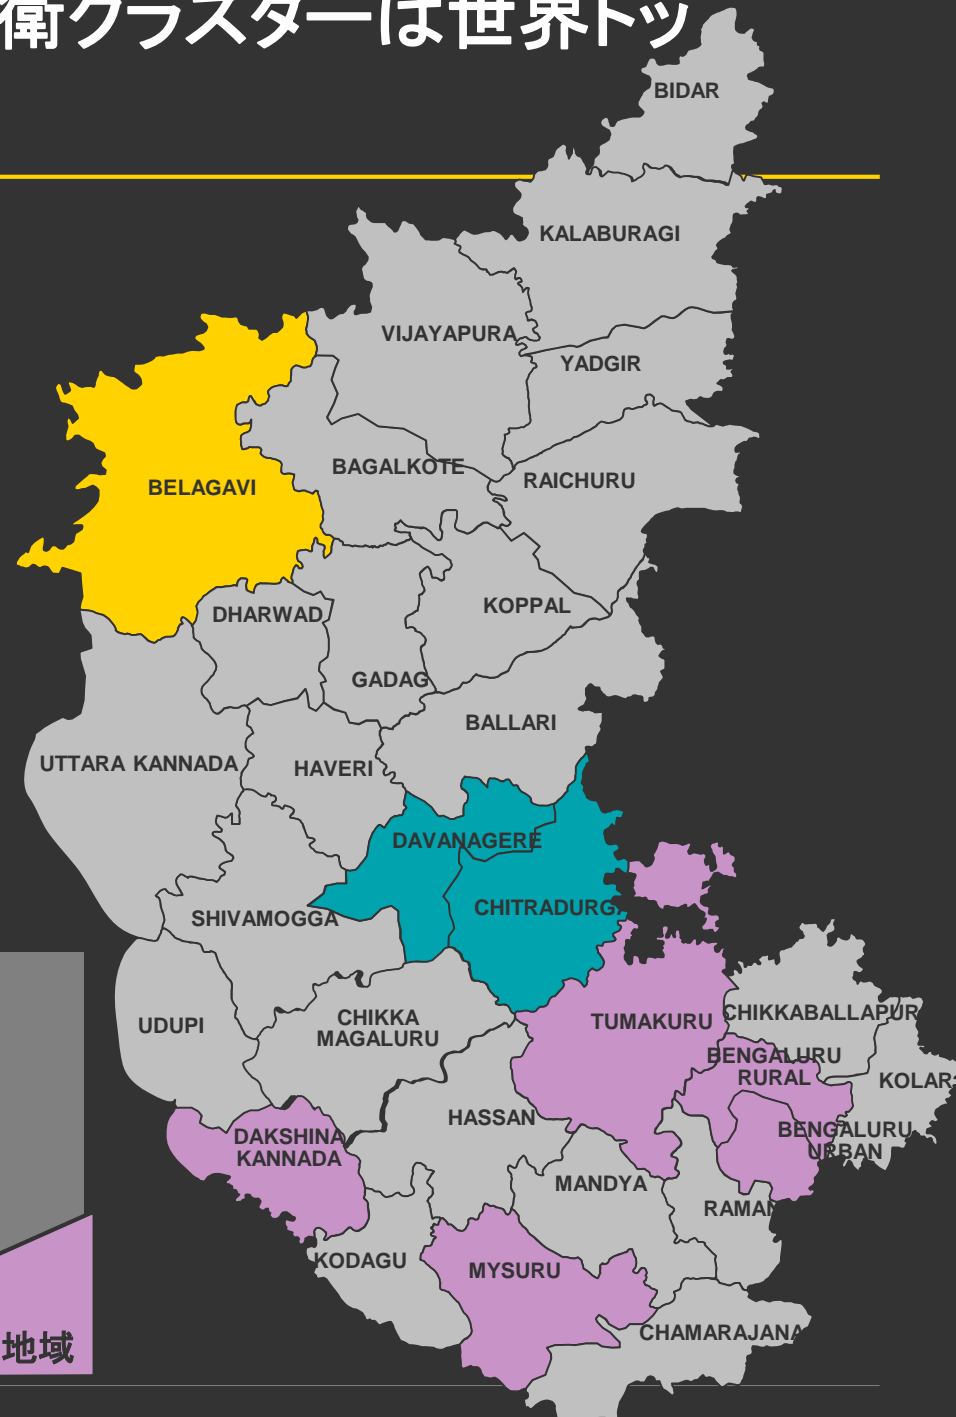 衛クラスターは世界トッ
BIDAR
KALABURAGI
VIJAYAPURA
YADGIR
BAGALKOTE
RAICHURU
BELAGAVI
KOPPAL
DHARWAD
GADAG
BALLARI
UTTARA KANNADA
HAVERI
DAVANAGERE
CHITRADURGA
SHIVAMOGGA
CHIKKABALLAPUR
UDUPI
CHIKKA
MAGALURU
TUMAKURU
BENGALURU
RURAL
KOLAR
HASSAN
DAKSHINA
KANNADA
BENGALURU
URBAN
MANDYA
RAMAN
KODAGU
MYSURU
CHAMARAJANA
地域